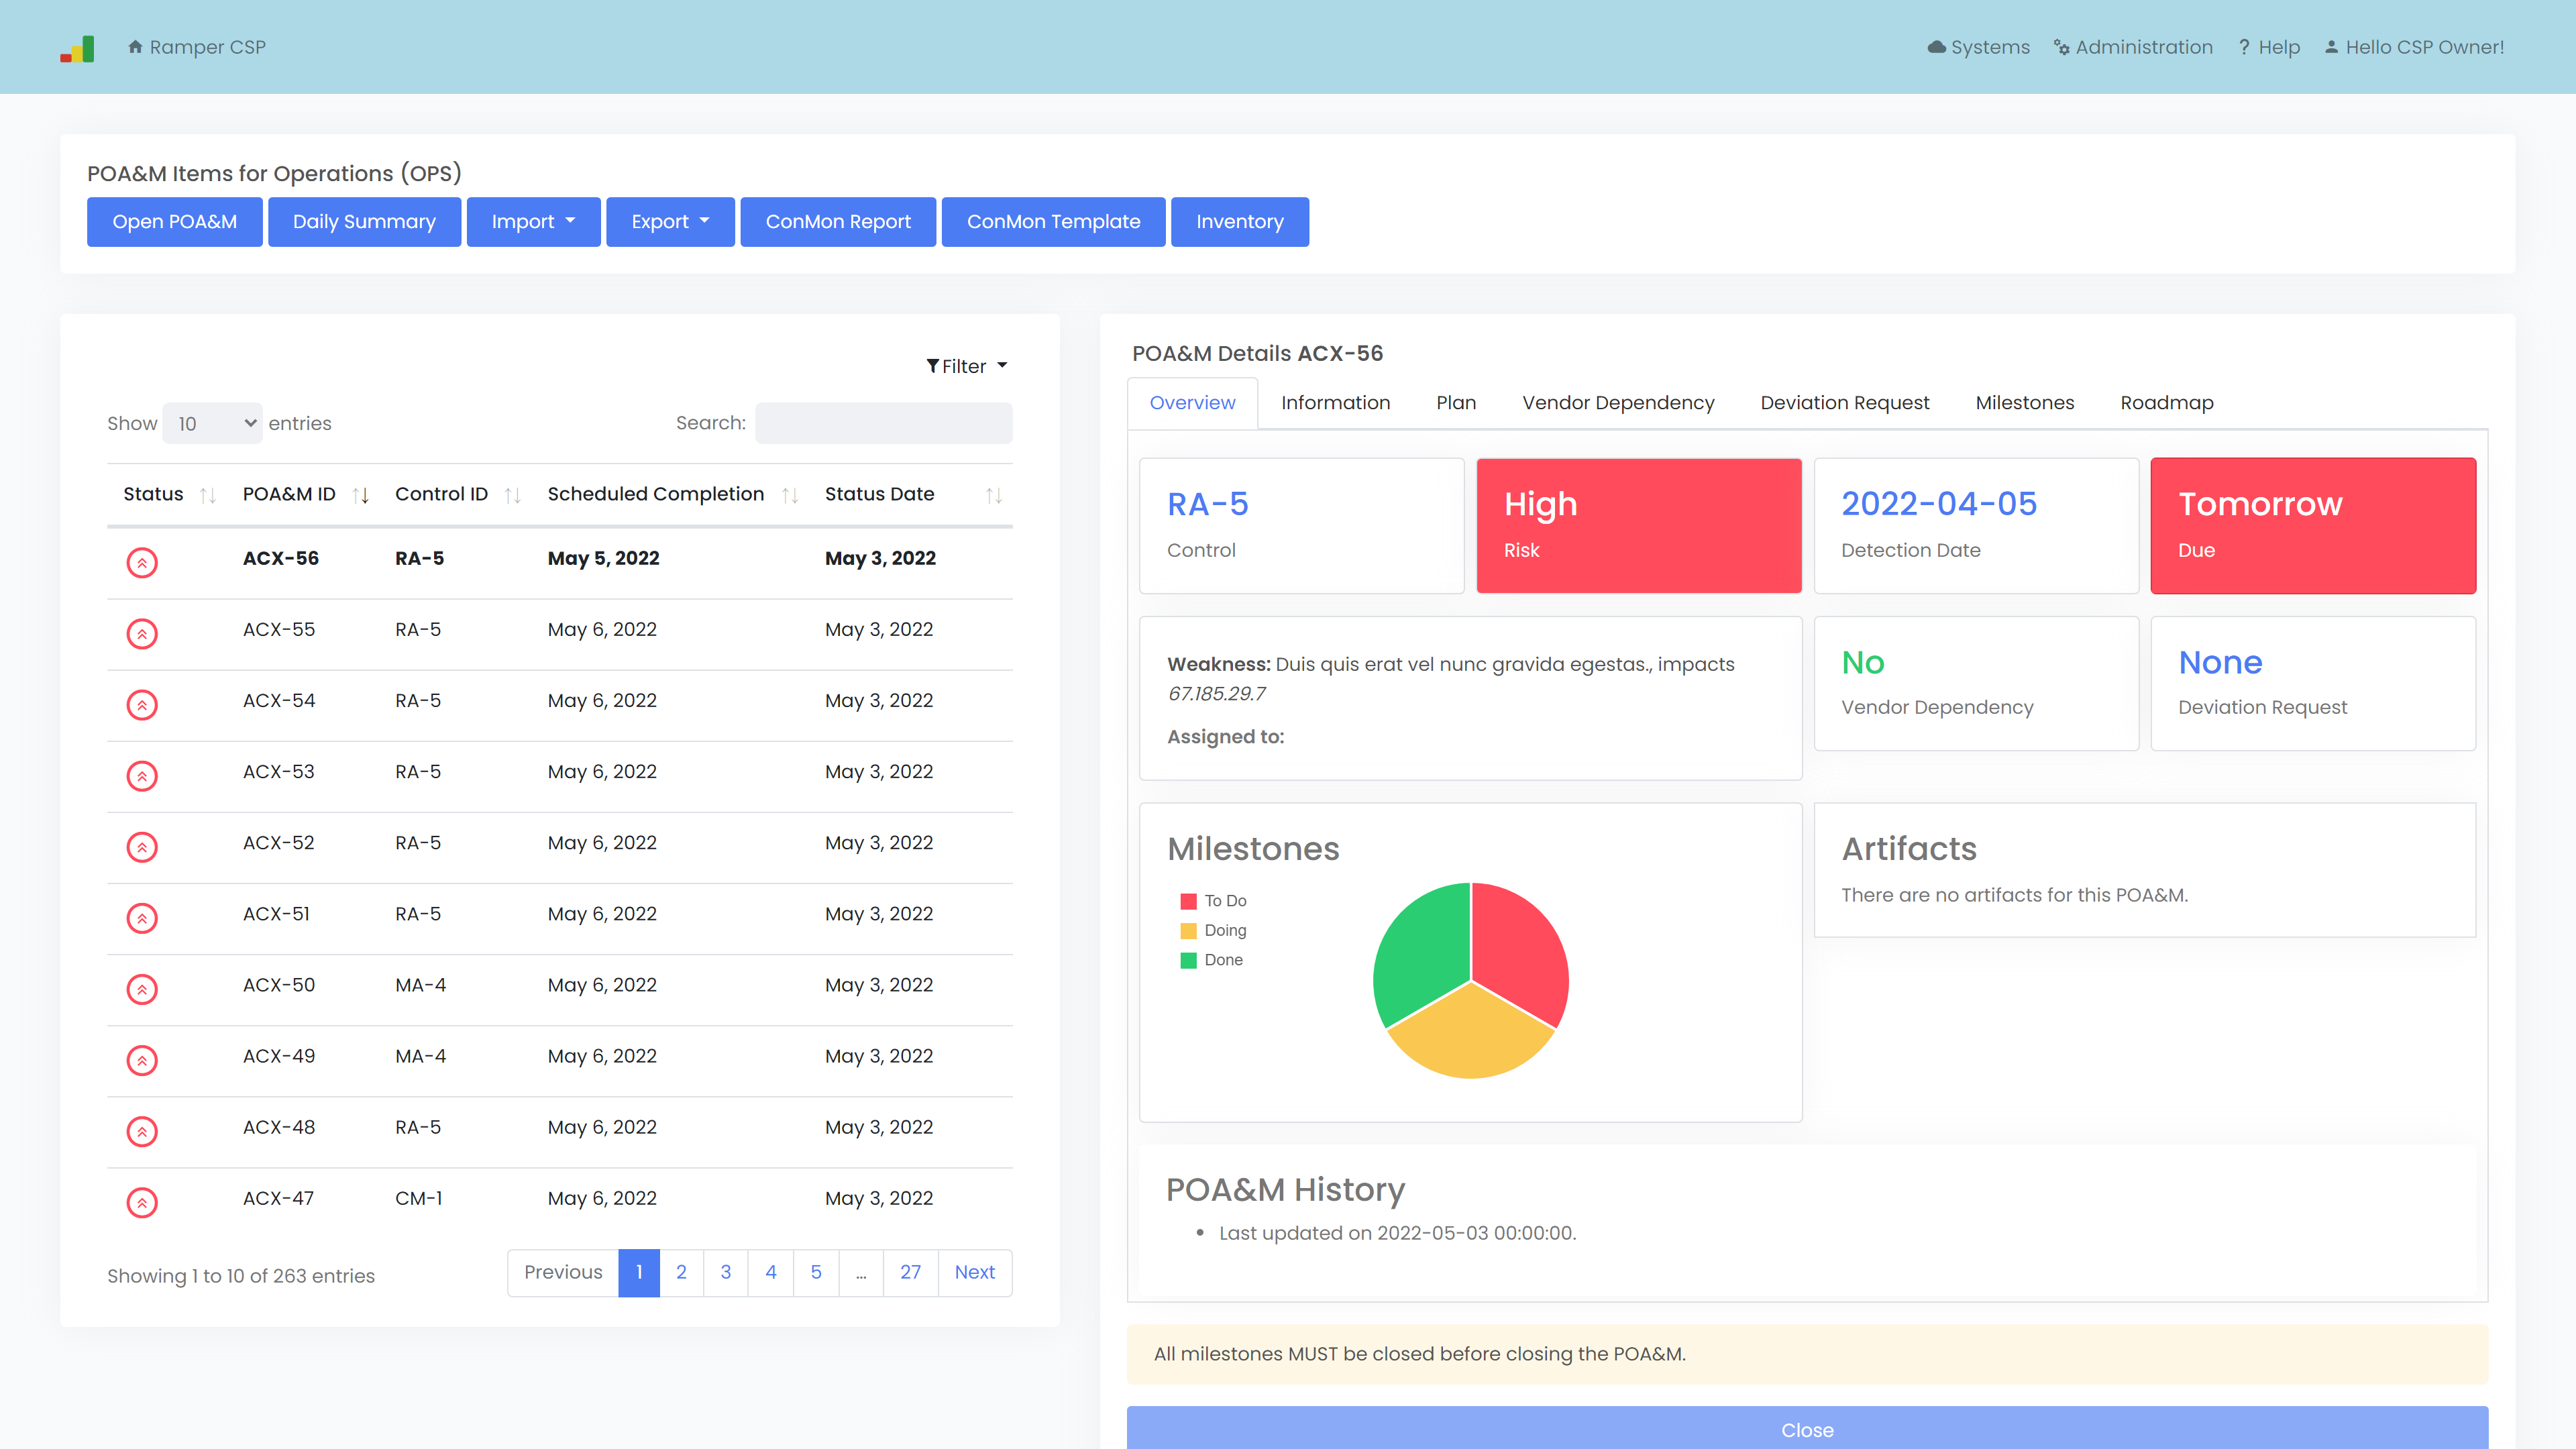 Ramper CSP
Systems Administration ? Help Hello CSP Owner!
POA&M Items for Operations (OPS)
Open POA&M Daily Summary Import Export ConMon Report ConMon Template Inventory
Filter
Show 10 entries Search:
Status POA&M ID Control ID Scheduled Completion Status Date
ACX-56 RA-5 May 5, 2022 May 3, 2022
ACX-55 RA-5 May 6, 2022 May 3, 2022
ACX-54 RA-5 May 6, 2022 May 3, 2022
ACX-53 RA-5 May 6, 2022 May 3, 2022
ACX-52 RA-5 May 6, 2022 May 3, 2022
ACX-51 RA-5 May 6, 2022 May 3, 2022
ACX-50 MA-4 May 6, 2022 May 3, 2022
ACX-49 MA-4 May 6, 2022 May 3, 2022
ACX-48 RA-5 May 6, 2022 May 3, 2022
ACX-47 CM-1 May 6, 2022 May 3, 2022
Showing 1 to 10 of 263 entries
Previous 1 2 3 4 5 ... 27 Next
POA&M Details ACX-56
Overview Information Plan Vendor Dependency Deviation Request Milestones Roadmap
RA-5
Control
High
Risk
2022-04-05
Detection Date
Tomorrow
Due
Weakness: Duis quis erat vel nunc gravida egestas., impacts
67.185.29.7
Assigned to:
No
Vendor Dependency
None
Deviation Request
Milestones
To Do
Doing
Done
Artifacts
There are no artifacts for this POA&M.
POA&M History
• Last updated on 2022-05-03 00:00:00.
All milestones MUST be closed before closing the POA&M.
Close